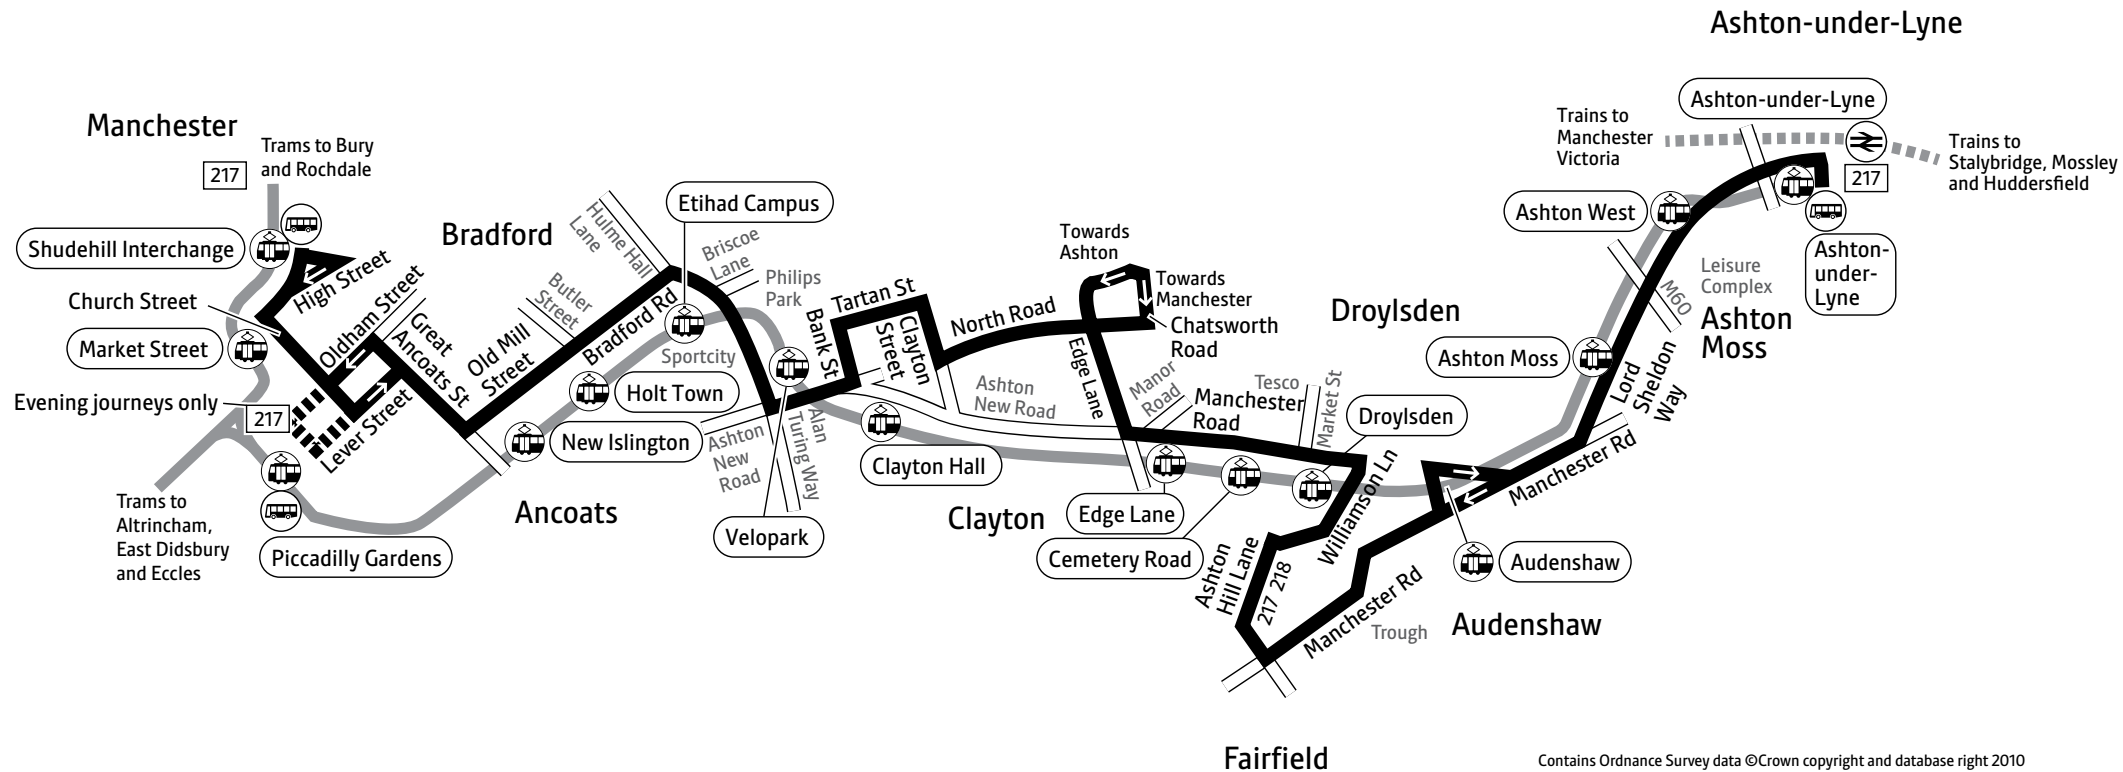 Ashton-under-Lyne
Manchester
Trams to Bury
and Rochdale
217
Shudehill Interchange
High Street
Church Street
Market Street
Oldham Street
Great
Ancoats St
Evening journeys only
217
Lever Street
Trams to
Altrincham,
East Didsbury
and Eccles
Piccadilly Gardens
Bradford
Old Mill
Street
Butler
Street
Hulme Hall
Lane
Bradford Rd
Etihad Campus
Briscoe
Lane
Philips
Park
Sportcity
Holt Town
New Islington
Ancoats
Ashton
New
Road
Alan
Turing Way
Velopark
Bank St
Tartan St
Clayton
Street
North Road
Ashton
New Road
Clayton Hall
Clayton
Towards
Ashton
Towards
Manchester
Chatsworth
Road
Edge Lane
Manor
Road
Manchester
Road
Tesco
Market St
Edge Lane
Cemetery Road
Droylsden
Droylsden
Williamson Ln
Ashton
Hill Lane
217 218
Manchester Rd
Trough
Audenshaw
Audenshaw
Fairfield
Manchester Rd
Lord
Sheldon
Way
Ashton Moss
Ashton
Moss
Leisure
Complex
M60
Ashton West
Trains to
Manchester
Victoria
Ashton-under-Lyne
Trains to
Stalybridge, Mossley
and Huddersfield
217
Ashton-
under-
Lyne
Contains Ordnance Survey data ©Crown copyright and database right 2010